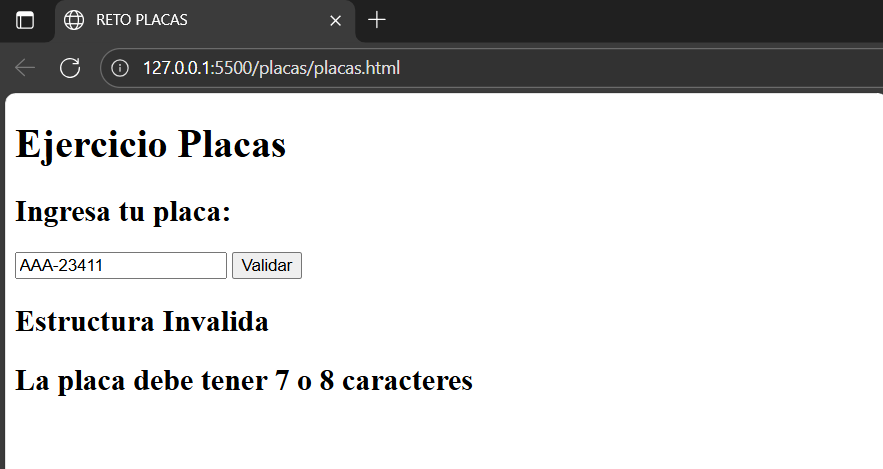 RETO PLACAS
127.0.0.1:5500/placas/placas.html
Ejercicio Placas
Ingresa tu placa:
AAA-23411 Validar
Estructura Invalida
La placa debe tener 7 o 8 caracteres